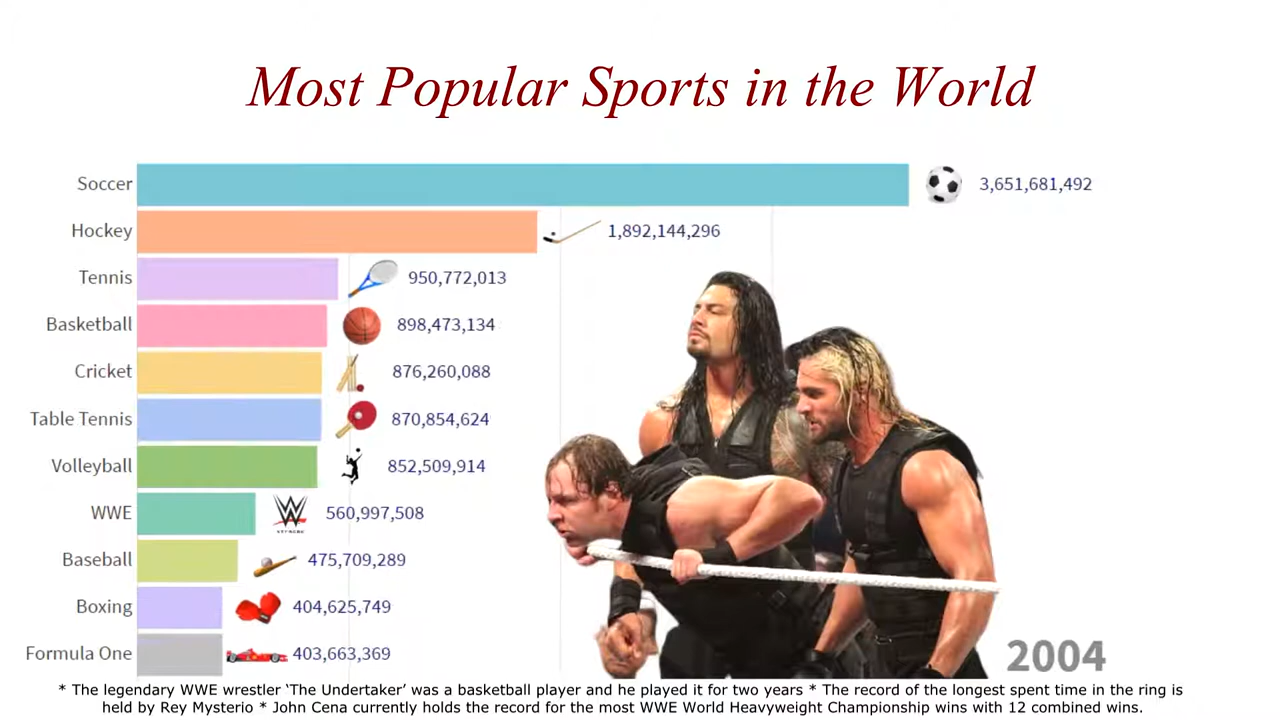 Most Popular Sports in the World
Soccer 3,651,681,492
Hockey 1,892,144,296
Tennis 950,772,013
Basketball 898,473,134
Cricket 876,260,088
Table Tennis 870,854,624
Volleyball 852,509,914
WWE W 560,997,508
Baseball 475,709,289
Boxing 404,625,749
Formula One 403,663,369
2004
* The legendary WWE wrestler ‘The Undertaker’ was a basketball player and he played it for two years * The record of the longest spent time in the ring is
held by Rey Mysterio * John Cena currently holds the record for the most WWE World Heavyweight Championship wins with 12 combined wins.